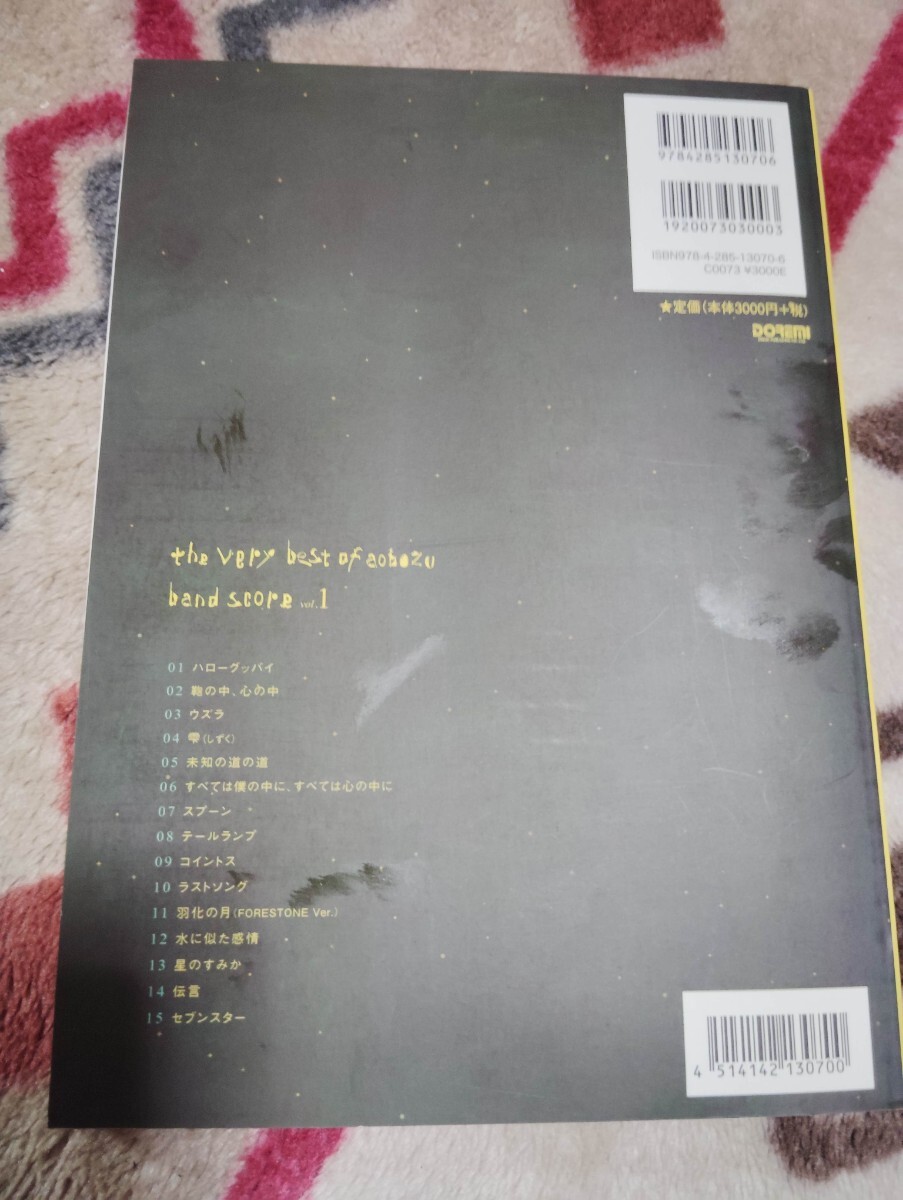 9784285130706
1920073030003
ISBN978-4-285-13070-6
C0073 ¥3000E
★定価(本体3000円+税)
DOREMI
the very best of aobozu
band score vol.1
01 ハローグッバイ
02 鞄の中、心の中
03 ウズラ
04 雫(しずく)
05 未知の道の道
06 すべては僕の中に、すべては心の中に
07 スプーン
08 テールランプ
09 コイントス
10 ラストソング
11 羽化の月(FORESTONE Ver.)
12 水に似た感情
13 星のすみか
14 伝言
15 セブンスター
4 514142 130700